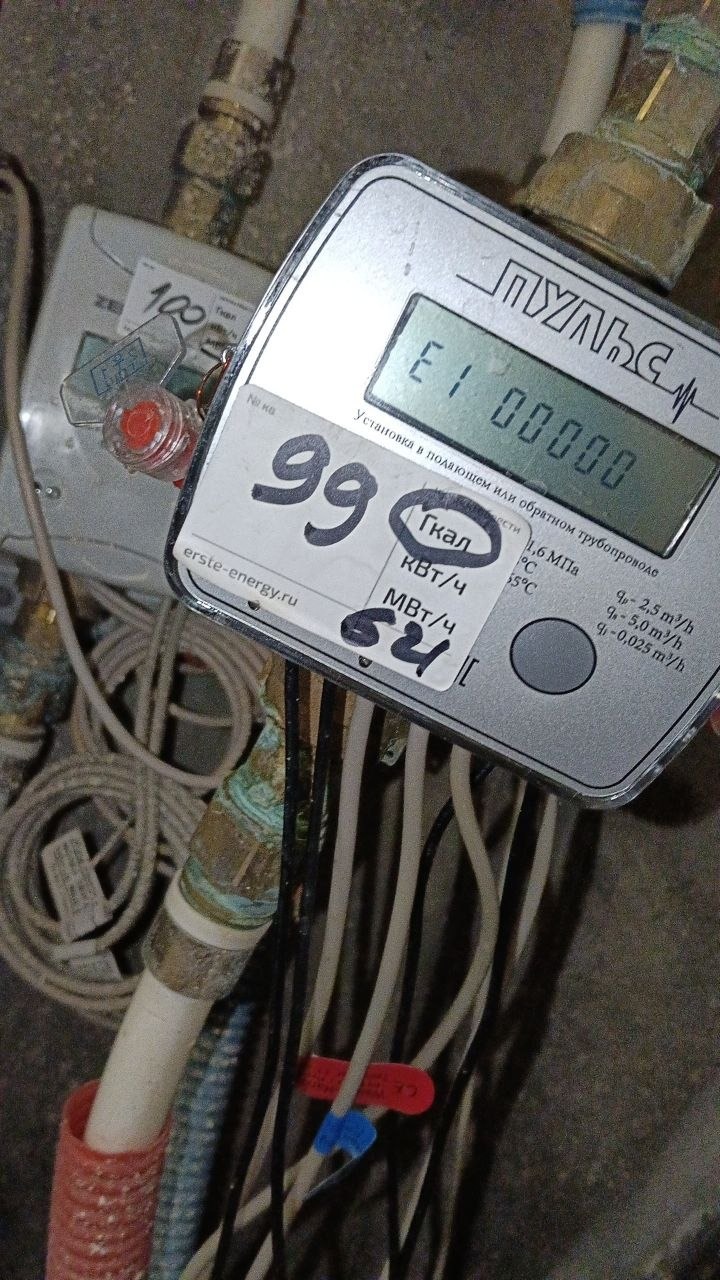 100
Гкал
ПУЛЬС
E1 00000
Установка в подающем или обратном трубопроводе
№ кв.
99
Гкал
кВт/ч
МВт/ч
erste-energy.ru
1,6 МПа
°C
55°C
qₚ- 2,5 m³/h
qₛ- 5,0 m³/h
qᵢ -0,025 m³/h